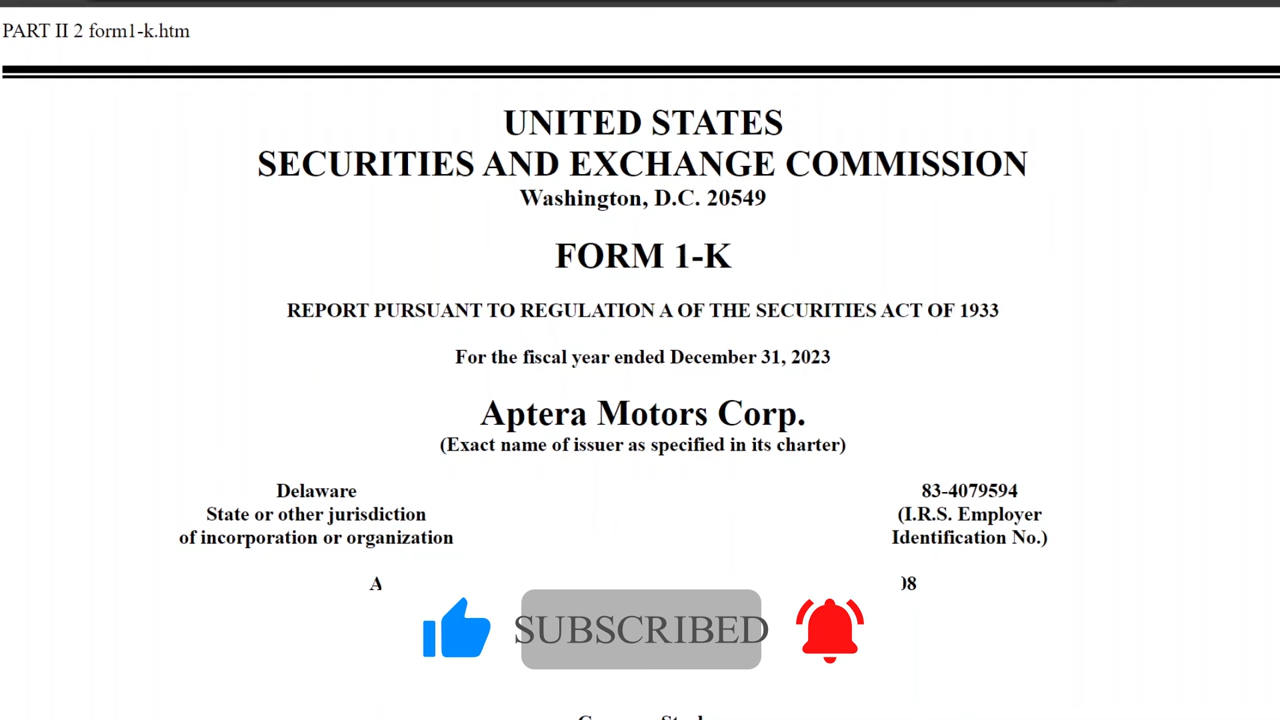 PART II 2 form1-k.htm
UNITED STATES
SECURITIES AND EXCHANGE COMMISSION
Washington, D.C. 20549
FORM 1-K
REPORT PURSUANT TO REGULATION A OF THE SECURITIES ACT OF 1933
For the fiscal year ended December 31, 2023
Aptera Motors Corp.
(Exact name of issuer as specified in its charter)
Delaware 83-4079594
State or other jurisdiction (I.R.S. Employer
of incorporation or organization Identification No.)
SUBSCRIBED